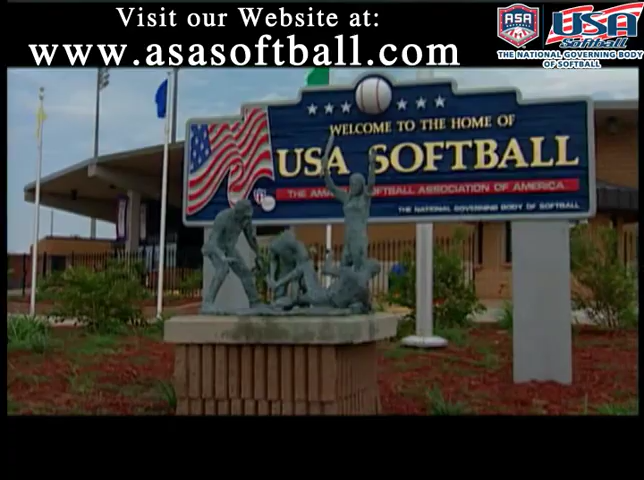 Visit our Website at:
www.asasoftball.com
ASA
USA
Softball
THE NATIONAL GOVERNING BODY
OF SOFTBALL
WELCOME TO THE HOME OF
USA SOFTBALL
THE AMATEUR SOFTBALL ASSOCIATION OF AMERICA
THE NATIONAL GOVERNING BODY OF SOFTBALL